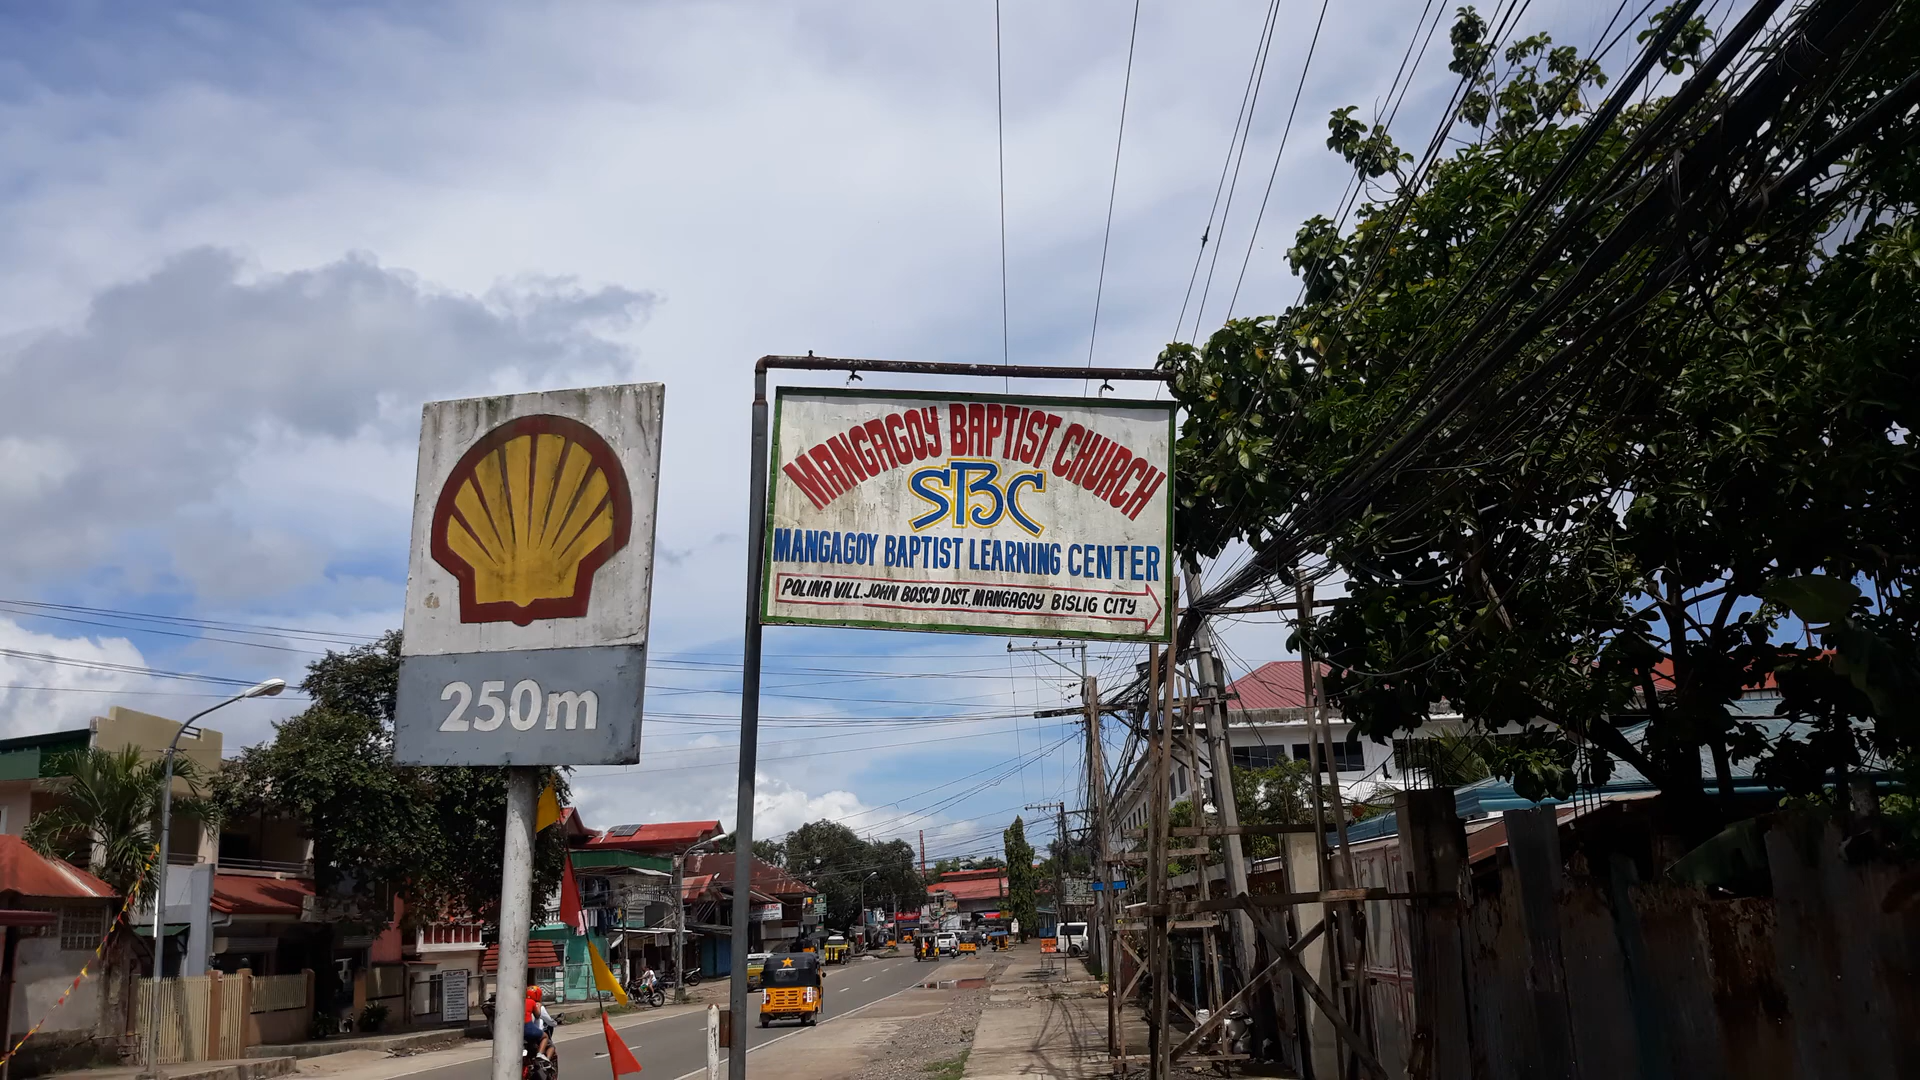 250m
MANGAGOY BAPTIST CHURCH
SBC
MANGAGOY BAPTIST LEARNING CENTER
POLINA VILL. JOHN BOSCO DIST., MANGAGOY BISLIG CITY